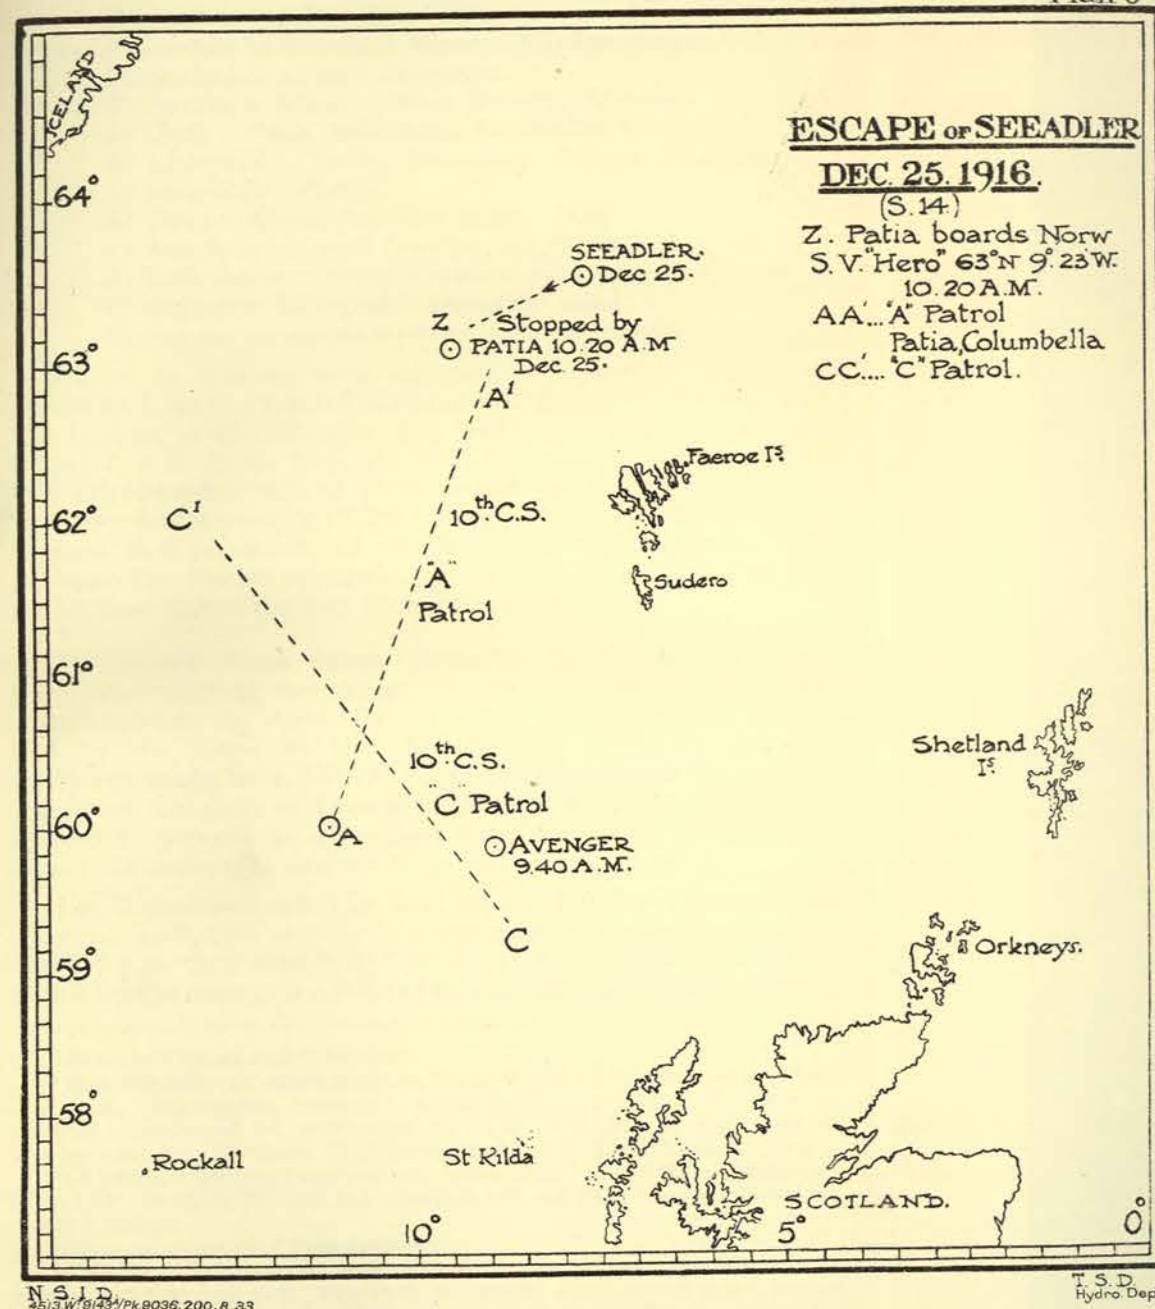 ICELAND
ESCAPE OF SEEADLER
DEC. 25. 1916.
(S. 14.)
Z. Patia boards Norw
S.V. "Hero" 63°N 9°.23'W.
10.20 A.M.
AA'... "A" Patrol
Patia, Columbella
CC'.... "C" Patrol.
64°
SEEADLER.
Dec 25.
Z Stopped by
PATIA 10.20 A.M
Dec. 25.
63°
A'
Faeroe Is.
62°
C'
10th C.S.
"A"
Patrol
Sudero
61°
10th C.S.
"C" Patrol
Shetland
Is.
60°
A
AVENGER
9.40 A.M.
C
59°
Orkneys.
58°
Rockall
St Kilda
SCOTLAND.
10°
5°
0°
N.S.I.D.
T.S.D.
Hydro. Dep